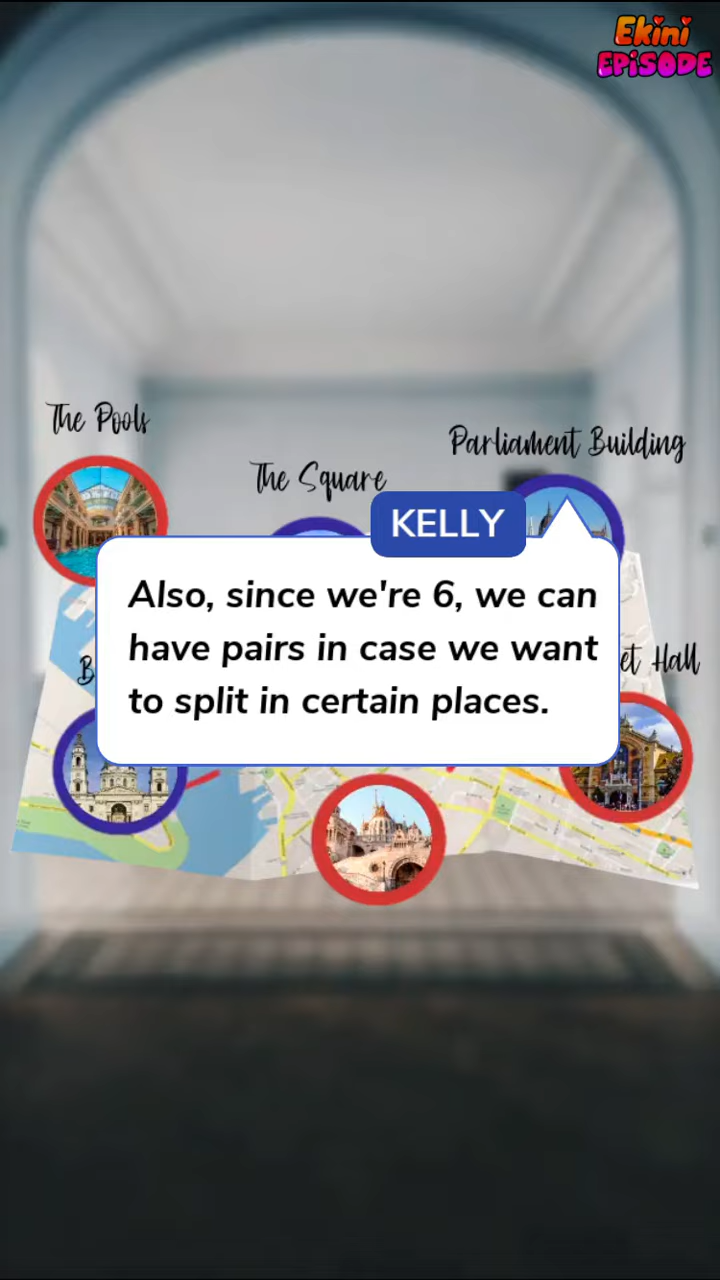 Ekini
EPISODE
The Pools
Parliament Building
The Square
KELLY
Also, since we're 6, we can
have pairs in case we want
to split in certain places.
Hall